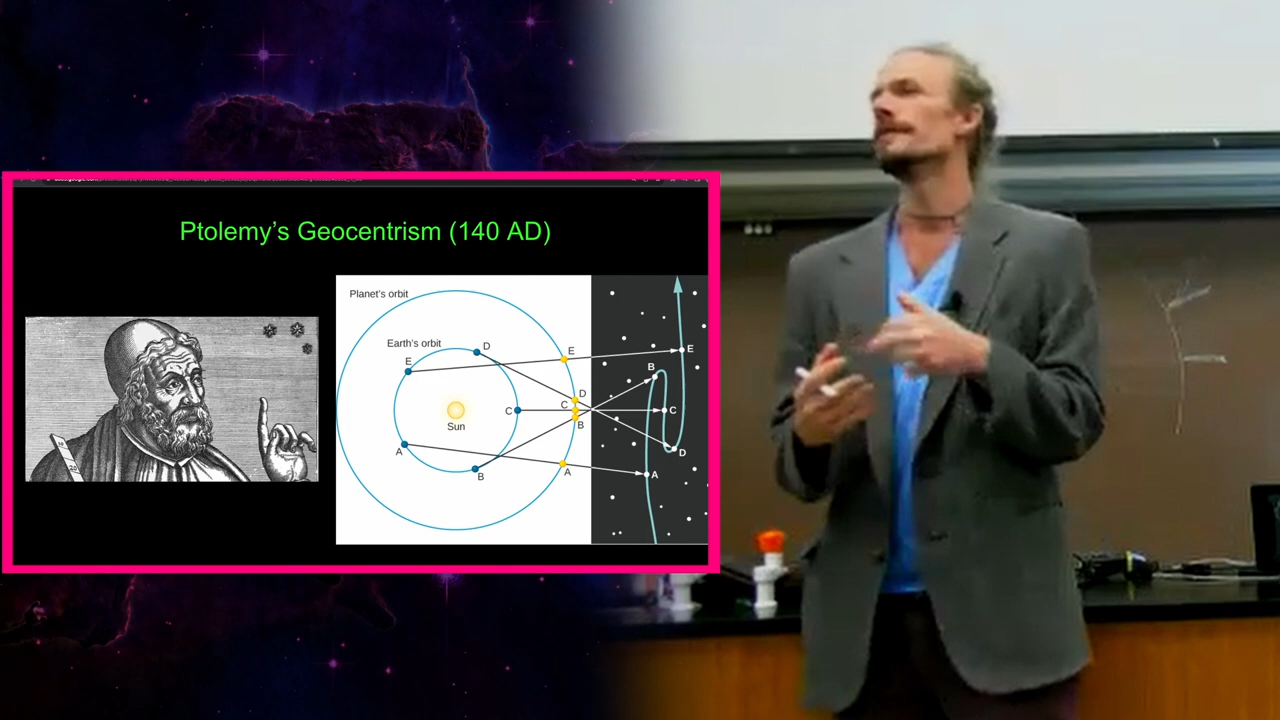 Ptolemy’s Geocentrism (140 AD)
Planet’s orbit
Earth’s orbit
D
E
E
E
B
D
C
C
C
B
Sun
A
D
A
B
A